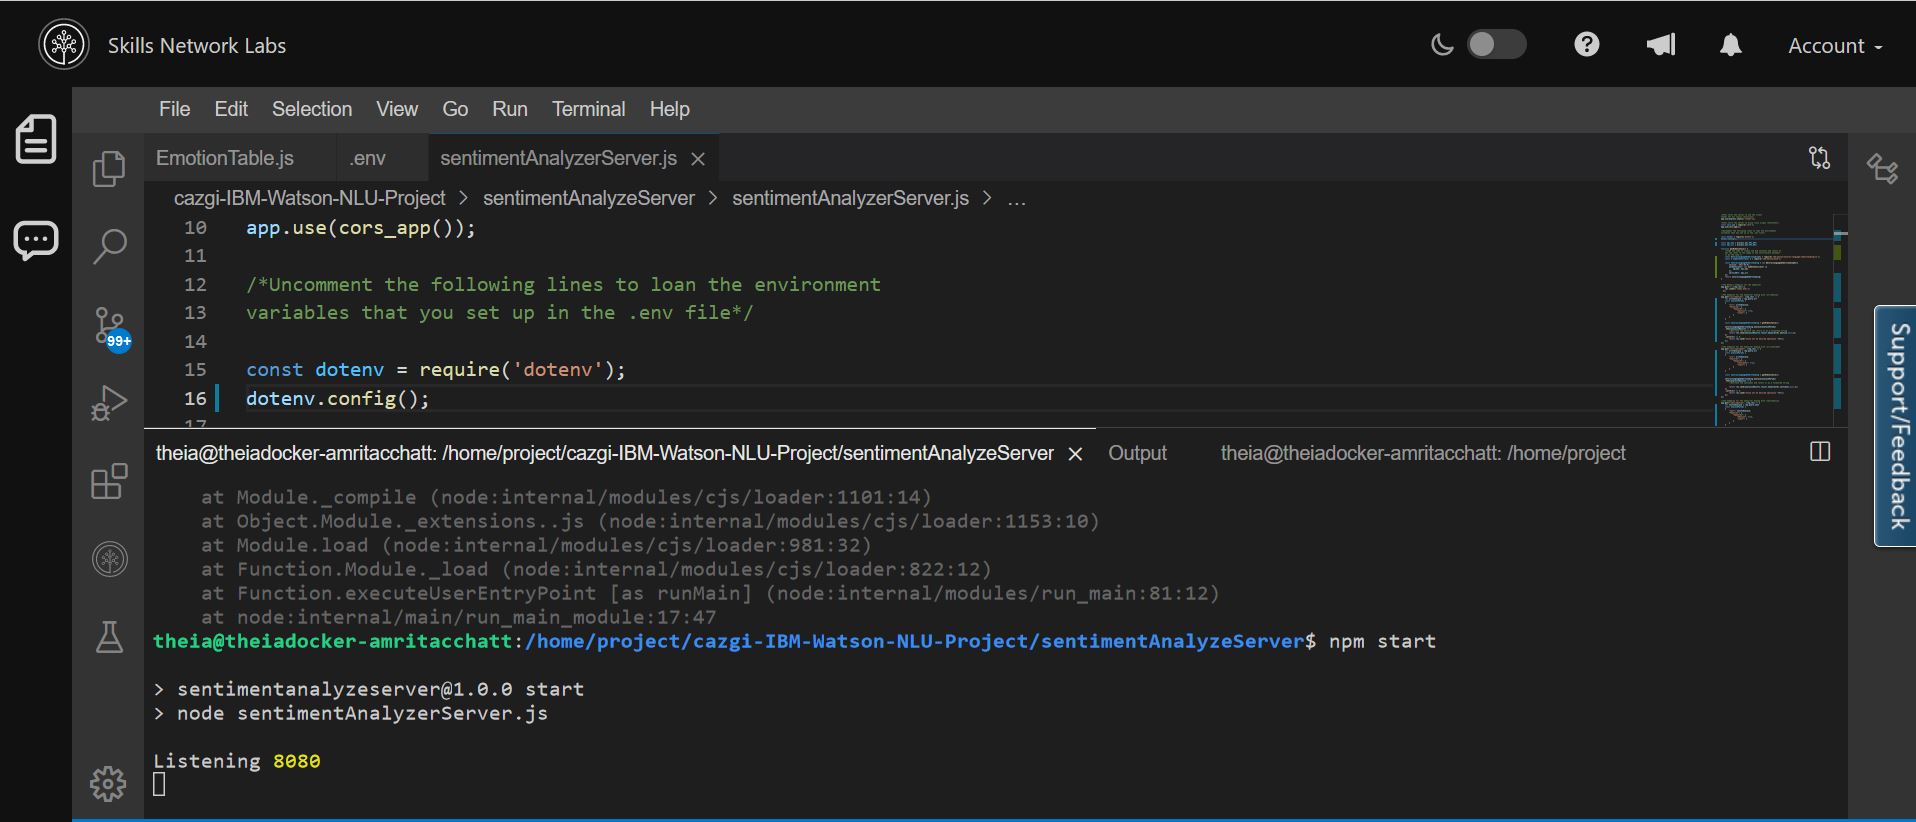 Skills Network Labs
Account
File Edit Selection View Go Run Terminal Help
EmotionTable.js .env sentimentAnalyzerServer.js
cazgi-IBM-Watson-NLU-Project > sentimentAnalyzeServer > sentimentAnalyzerServer.js > ...
10 app.use(cors_app());
11
12 /*Uncomment the following lines to loan the environment
13 variables that you set up in the .env file*/
14
15 const dotenv = require('dotenv');
16 dotenv.config();
17
99+
Support/Feedback
theia@theiadocker-amritacchatt: /home/project/cazgi-IBM-Watson-NLU-Project/sentimentAnalyzeServer Output theia@theiadocker-amritacchatt: /home/project
at Module._compile (node:internal/modules/cjs/loader:1101:14)
at Object.Module._extensions..js (node:internal/modules/cjs/loader:1153:10)
at Module.load (node:internal/modules/cjs/loader:981:32)
at Function.Module._load (node:internal/modules/cjs/loader:822:12)
at Function.executeUserEntryPoint [as runMain] (node:internal/modules/run_main:81:12)
at node:internal/main/run_main_module:17:47
theia@theiadocker-amritacchatt:/home/project/cazgi-IBM-Watson-NLU-Project/sentimentAnalyzeServer$ npm start
> sentimentanalyzeserver@1.0.0 start
> node sentimentAnalyzerServer.js
Listening 8080